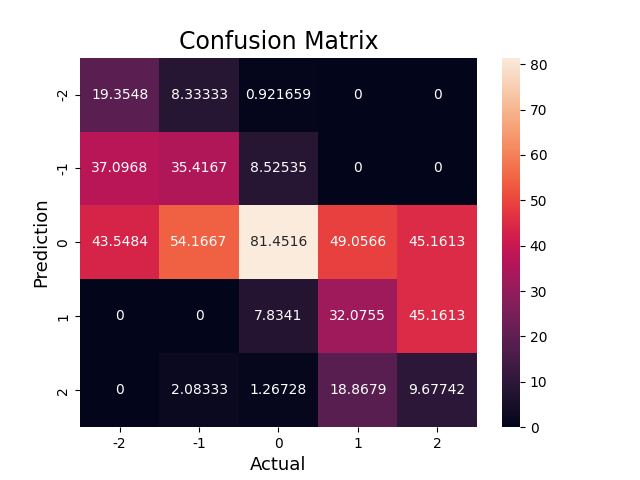 Confusion Matrix
80
-2 19.3548 8.33333 0.921659 0 0
70
-1 37.0968 35.4167 8.52535 0 0
60
50
Prediction
0 43.5484 54.1667 81.4516 49.0566 45.1613
40
30
1 0 0 7.8341 32.0755 45.1613
20
2 0 2.08333 1.26728 18.8679 9.67742
10
0
-2 -1 0 1 2
Actual